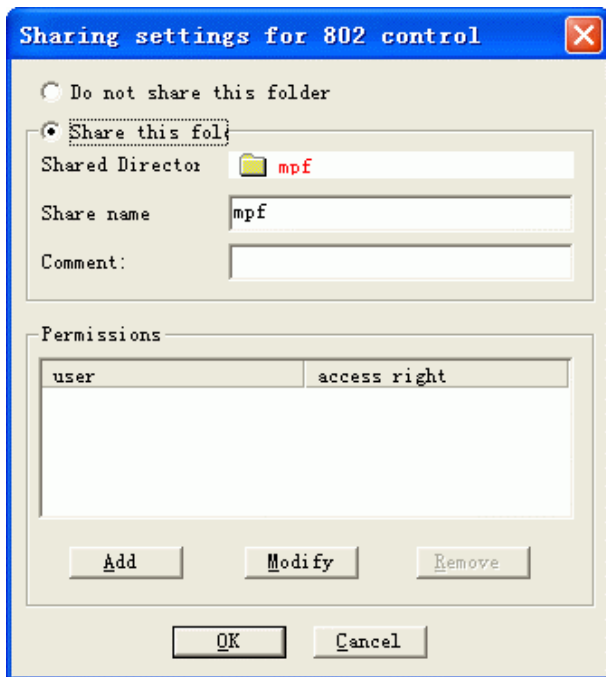 Sharing settings for 802 control
Do not share this folder
Share this fol
Shared Director mpf
Share name mpf
Comment:
Permissions
user access right
Add Modify Remove
OK Cancel